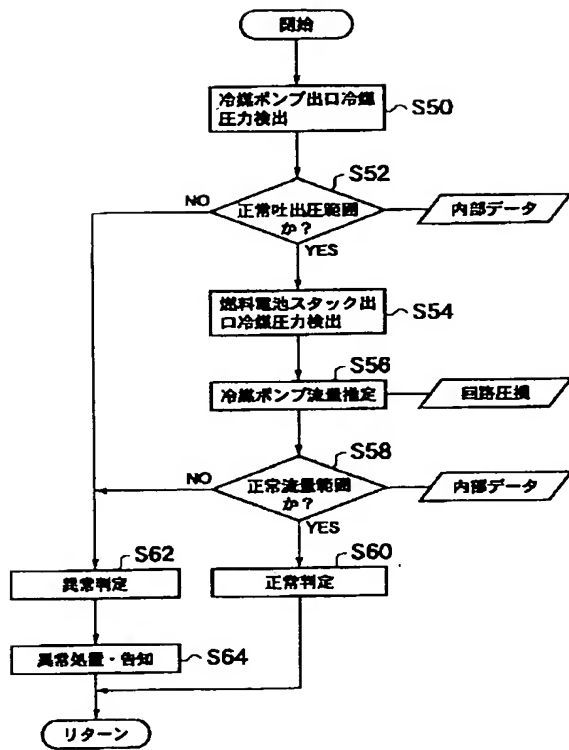 開始
冷媒ポンプ出口冷媒
圧力検出
S50
S52
NO
正常吐出圧範囲
か?
内部データ
YES
燃料電池スタック出
口冷媒圧力検出
S54
S56
冷媒ポンプ流量推定
回路圧損
S58
NO
正常流量範囲
か?
内部データ
YES
S62
S60
異常判定
正常判定
異常処置・告知
S64
リターン